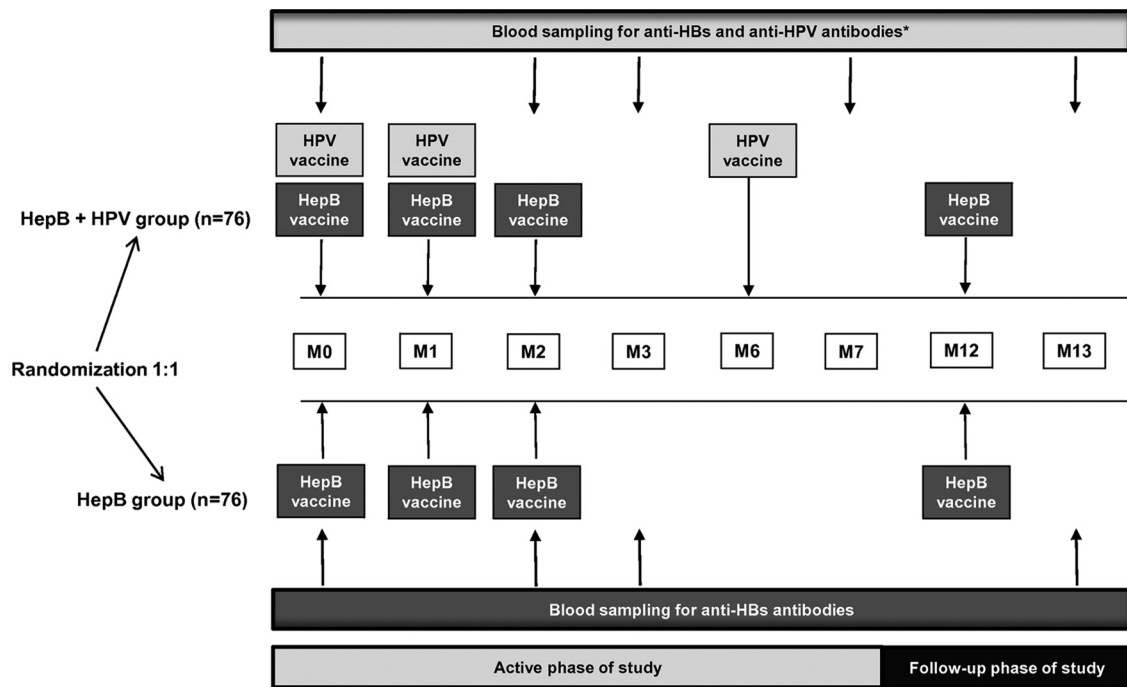 Blood sampling for anti-HBs and anti-HPV antibodies*
HPV
vaccine
HPV
vaccine
HPV
vaccine
HepB
vaccine
HepB
vaccine
HepB
vaccine
HepB
vaccine
HepB + HPV group (n=76)
M0
M1
M2
M3
M6
M7
M12
M13
Randomization 1:1
HepB group (n=76)
HepB
vaccine
HepB
vaccine
HepB
vaccine
HepB
vaccine
Blood sampling for anti-HBs antibodies
Active phase of study
Follow-up phase of study